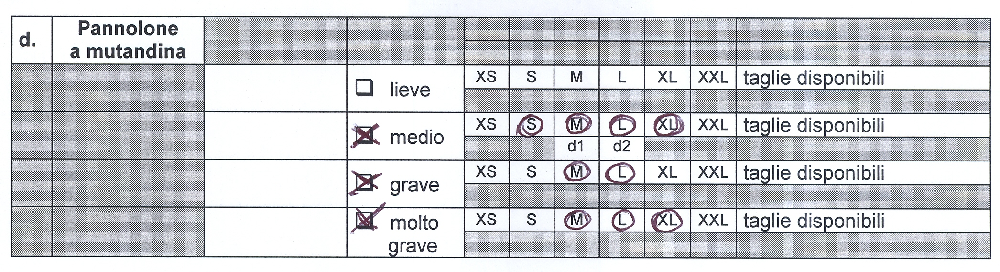 d. Pannolone
a mutandina
XS S M L XL XXL taglie disponibili
lieve
XS S M L XL XXL taglie disponibili
medio
d1 d2
XS S M L XL XXL taglie disponibili
grave
XS S M L XL XXL taglie disponibili
molto
grave